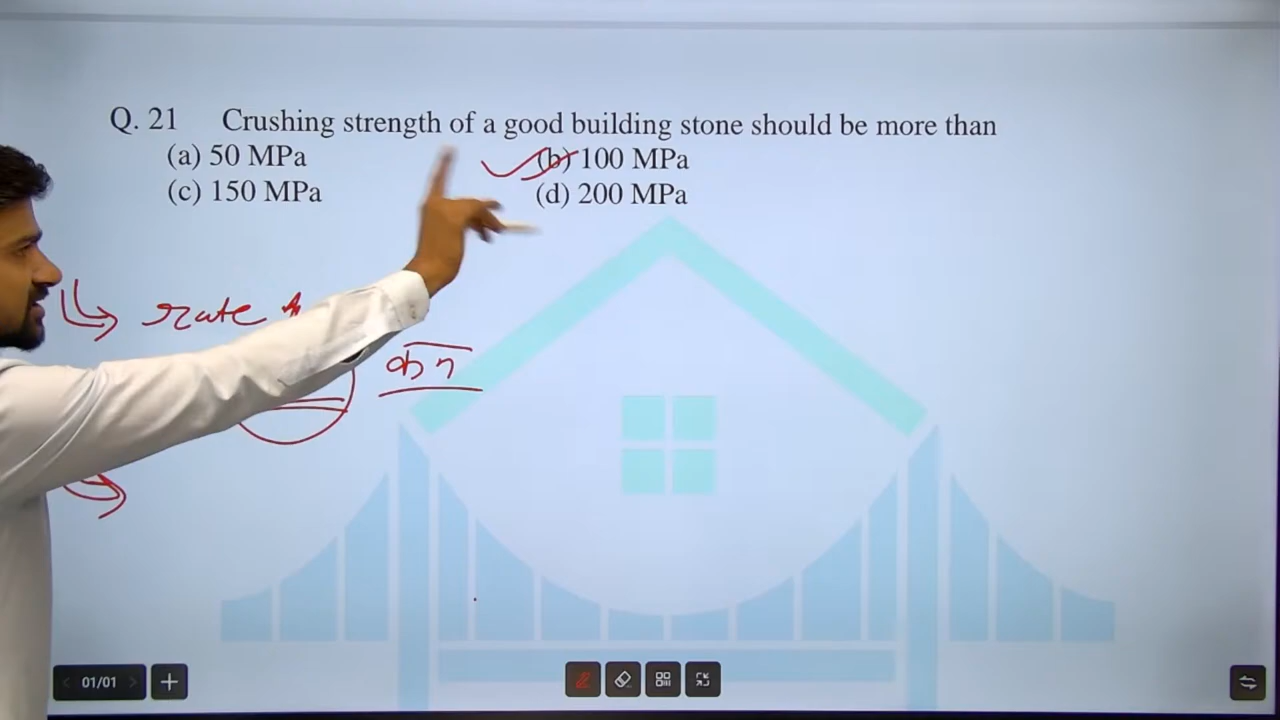 Q. 21 Crushing strength of a good building stone should be more than
(a) 50 MPa (b) 100 MPa
(c) 150 MPa (d) 200 MPa
rate
01/01